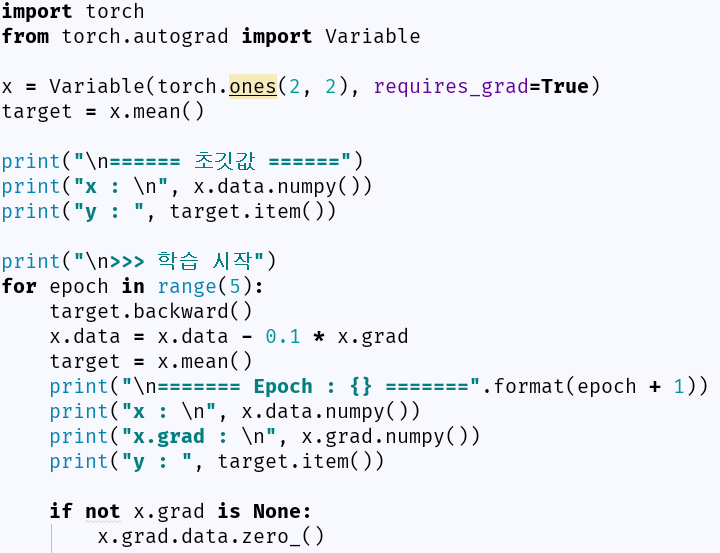 import torch
from torch.autograd import Variable

x = Variable(torch.ones(2, 2), requires_grad=True)
target = x.mean()

print("\n====== 초깃값 ======")
print("x : \n", x.data.numpy())
print("y : ", target.item())

print("\n>>> 학습 시작")
for epoch in range(5):
    target.backward()
    x.data = x.data - 0.1 * x.grad
    target = x.mean()
    print("\n======= Epoch : {} =======".format(epoch + 1))
    print("x : \n", x.data.numpy())
    print("x.grad : \n", x.grad.numpy())
    print("y : ", target.item())

    if not x.grad is None:
        x.grad.data.zero_()